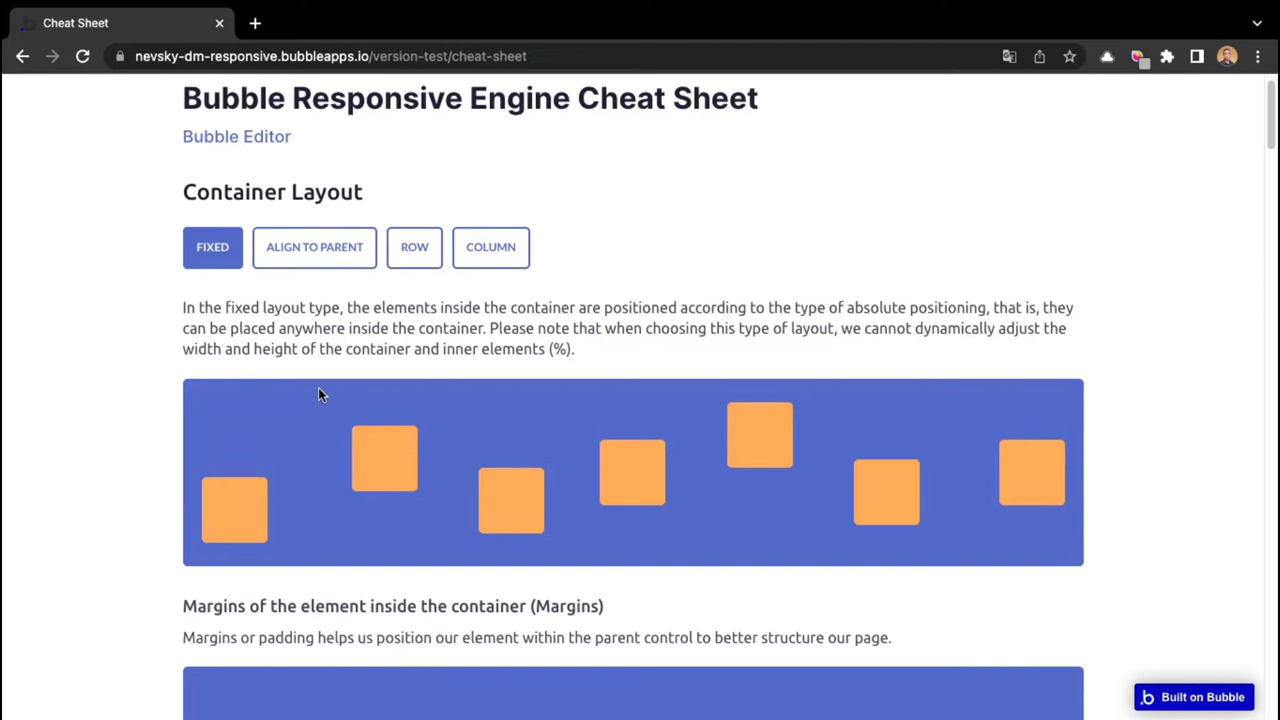 Cheat Sheet
nevsky-dm-responsive.bubbleapps.io/version-test/cheat-sheet
Bubble Responsive Engine Cheat Sheet
Bubble Editor
Container Layout
FIXED
ALIGN TO PARENT
ROW
COLUMN
In the fixed layout type, the elements inside the container are positioned according to the type of absolute positioning, that is, they
can be placed anywhere inside the container. Please note that when choosing this type of layout, we cannot dynamically adjust the
width and height of the container and inner elements (%).
Margins of the element inside the container (Margins)
Margins or padding helps us position our element within the parent control to better structure our page.
Built on Bubble